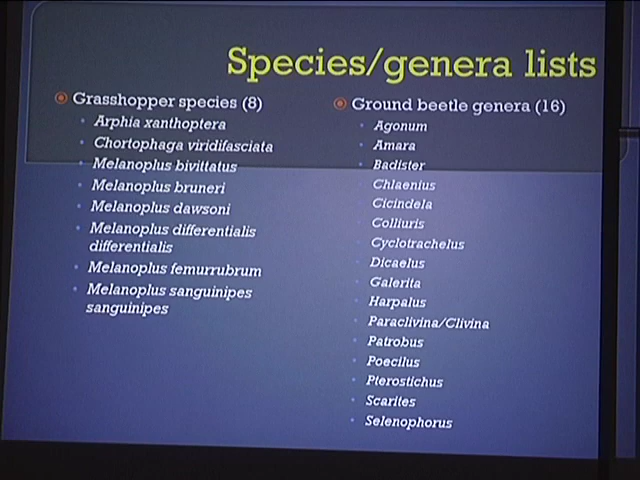 Species/genera lists
Grasshopper species (8)
Arphia xanthoptera
Chortophaga viridifasciata
Melanoplus bivittatus
Melanoplus bruneri
Melanoplus dawsoni
Melanoplus differentialis
differentialis
Melanoplus femurrubrum
Melanoplus sanguinipes
sanguinipes
Ground beetle genera (16)
Agonum
Amara
Badister
Chlaenius
Cicindela
Colliuris
Cyclotrachelus
Dicaelus
Galerita
Harpalus
Paraclivina/Clivina
Patrobus
Poecilus
Pterostichus
Scarites
Selenophorus